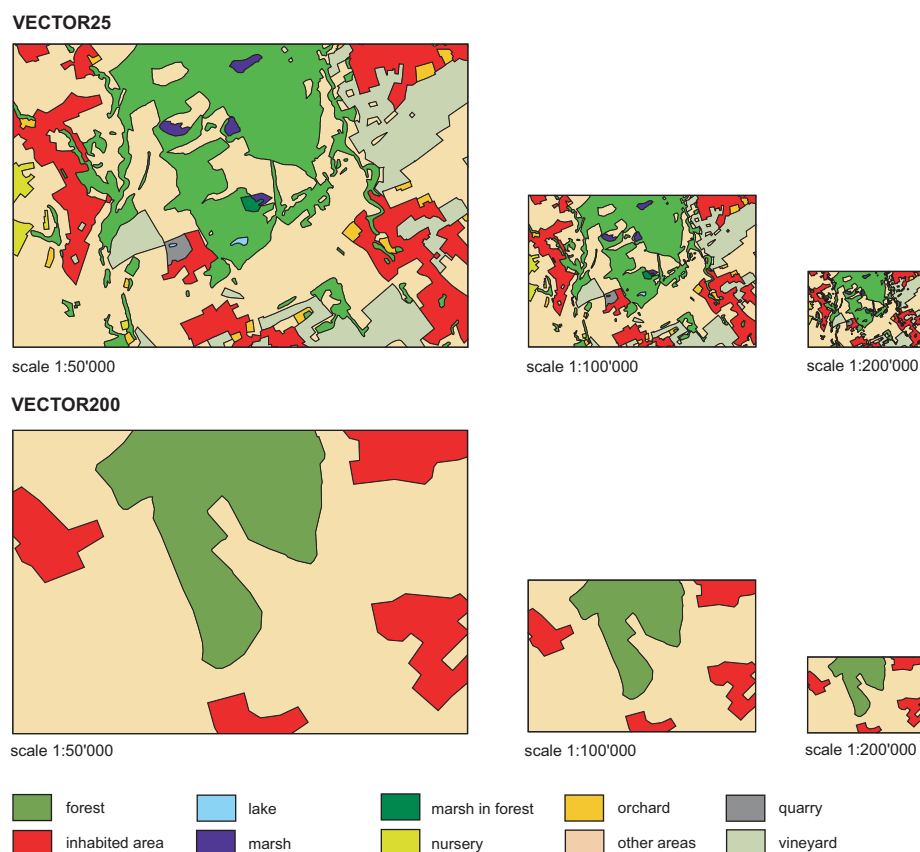 VECTOR25
scale 1:50'000
scale 1:100'000
scale 1:200'000
VECTOR200
scale 1:50'000
scale 1:100'000
scale 1:200'000
forest
lake
marsh in forest
orchard
quarry
inhabited area
marsh
nursery
other areas
vineyard